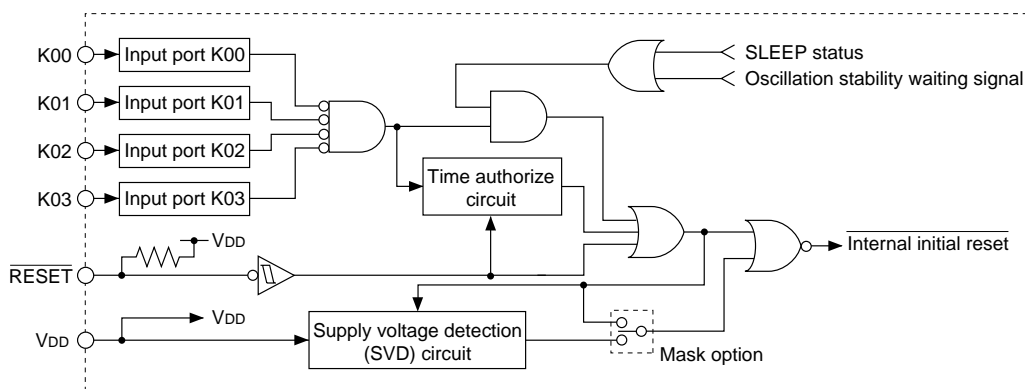 K00
Input port K00
K01
Input port K01
K02
Input port K02
K03
Input port K03
SLEEP status
Oscillation stability waiting signal
Time authorize
circuit
VDD
RESET
Internal initial reset
VDD
VDD
Supply voltage detection
(SVD) circuit
Mask option